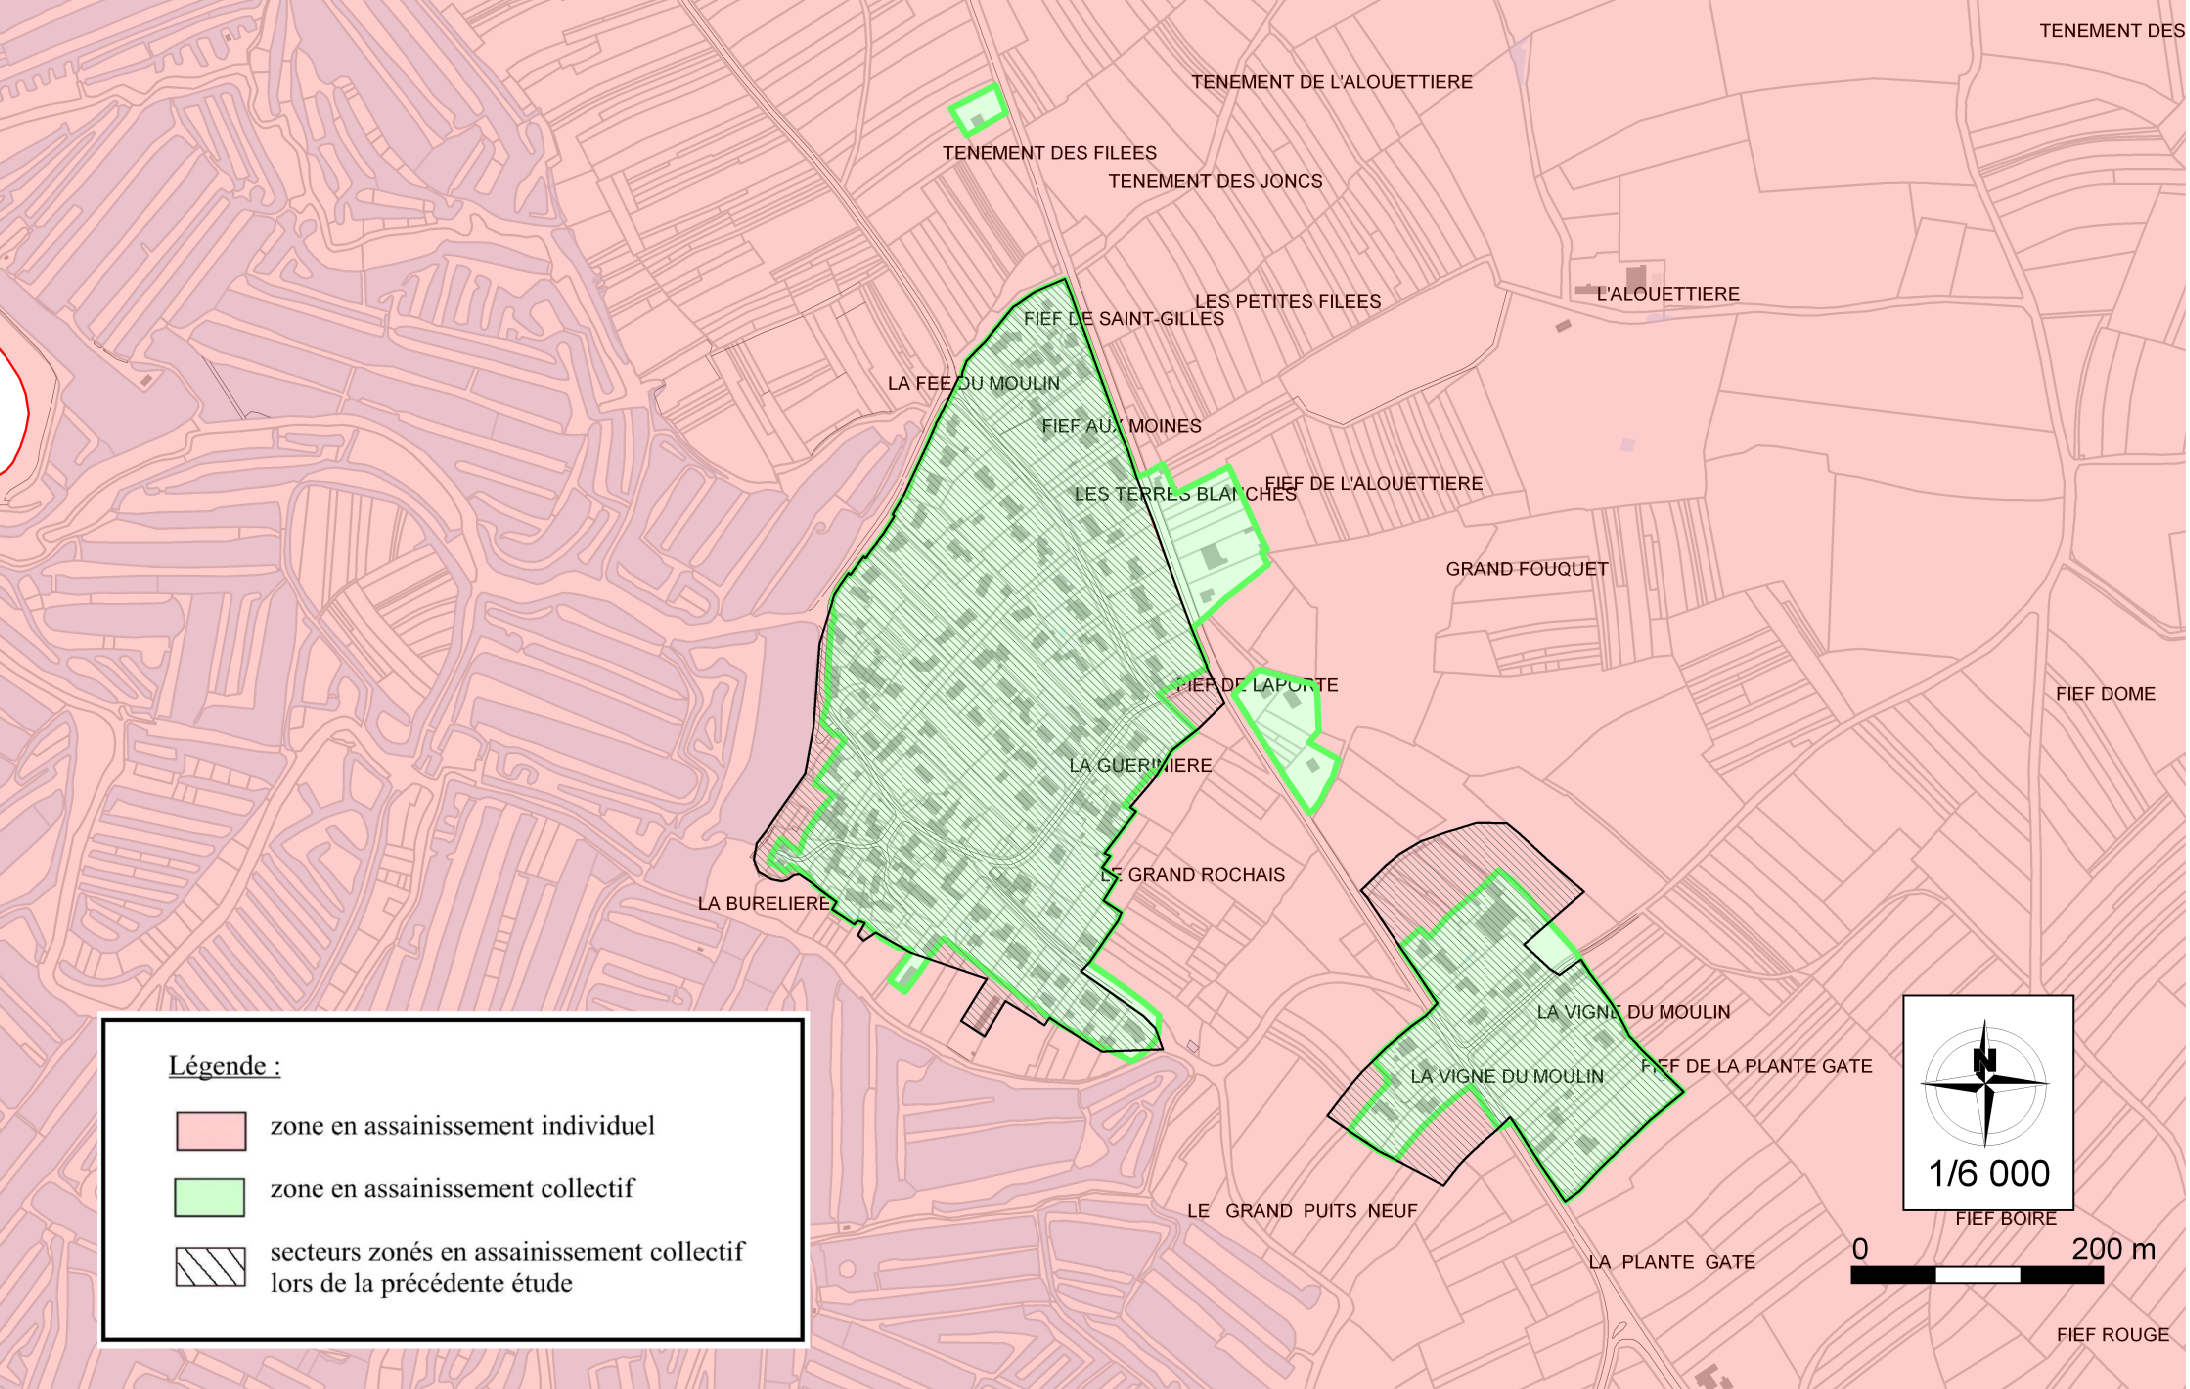 TENEMENT DES
TENEMENT DE L'ALOUETTIERE
TENEMENT DES FILEES
TENEMENT DES JONCS
L'ALOUETTIERE
LES PETITES FILEES
FIEF DE SAINT-GILLES
LA FEE DU MOULIN
FIEF AUX MOINES
FIEF DE L'ALOUETTIERE
LES TERRES BLANCHES
GRAND FOUQUET
FIEF DE LAPORTE
FIEF DOME
LA GUERINIERE
LE GRAND ROCHAIS
LA BURELIERE
LA VIGNE DU MOULIN
FIEF DE LA PLANTE GATE
LA VIGNE DU MOULIN
LE GRAND PUITS NEUF
FIEF BOIRE
LA PLANTE GATE
FIEF ROUGE
Légende :
zone en assainissement individuel
zone en assainissement collectif
secteurs zonés en assainissement collectif
lors de la précédente étude
N
1/6 000
0 200 m